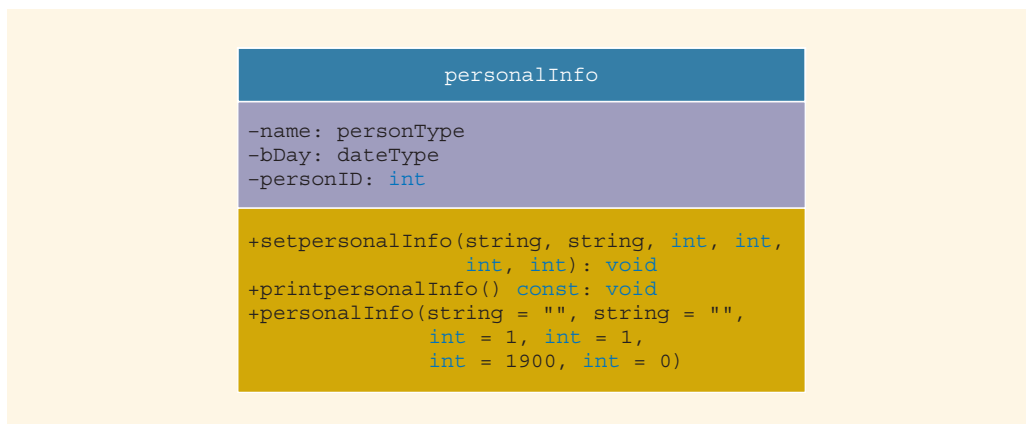 personalInfo
-name: personType
-bDay: dateType
-personID: int
+setpersonalInfo(string, string, int, int,
int, int): void
+printpersonalInfo() const: void
+personalInfo(string = "", string = "",
int = 1, int = 1,
int = 1900, int = 0)